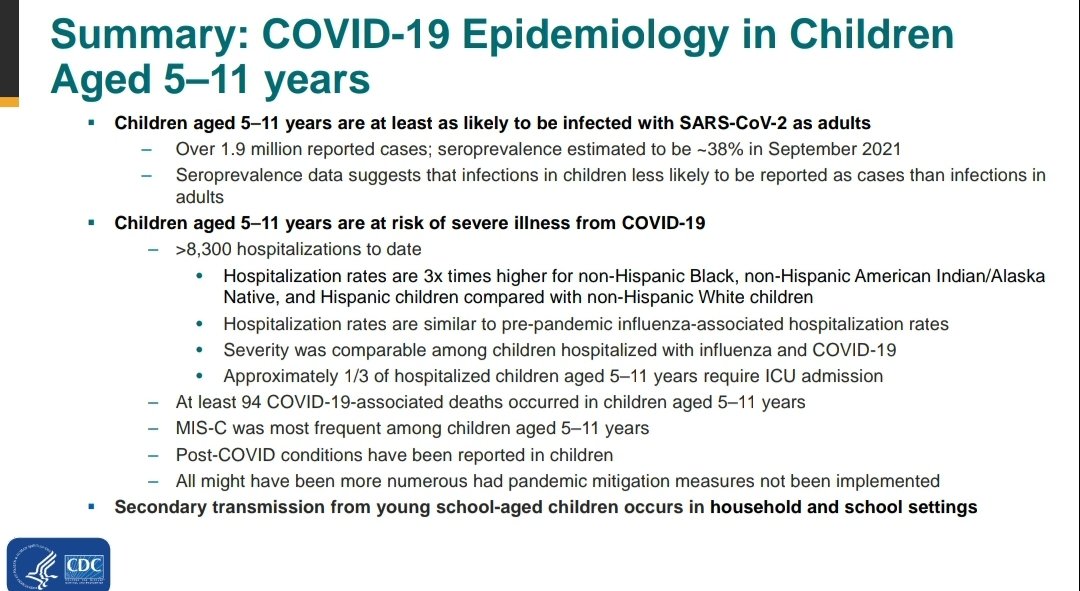 Summary: COVID-19 Epidemiology in Children
Aged 5–11 years
▪ Children aged 5–11 years are at least as likely to be infected with SARS-CoV-2 as adults
– Over 1.9 million reported cases; seroprevalence estimated to be ~38% in September 2021
– Seroprevalence data suggests that infections in children less likely to be reported as cases than infections in
adults
▪ Children aged 5–11 years are at risk of severe illness from COVID-19
– >8,300 hospitalizations to date
• Hospitalization rates are 3x times higher for non-Hispanic Black, non-Hispanic American Indian/Alaska
Native, and Hispanic children compared with non-Hispanic White children
• Hospitalization rates are similar to pre-pandemic influenza-associated hospitalization rates
• Severity was comparable among children hospitalized with influenza and COVID-19
• Approximately 1/3 of hospitalized children aged 5–11 years require ICU admission
– At least 94 COVID-19-associated deaths occurred in children aged 5–11 years
– MIS-C was most frequent among children aged 5–11 years
– Post-COVID conditions have been reported in children
– All might have been more numerous had pandemic mitigation measures not been implemented
▪ Secondary transmission from young school-aged children occurs in household and school settings
CDC